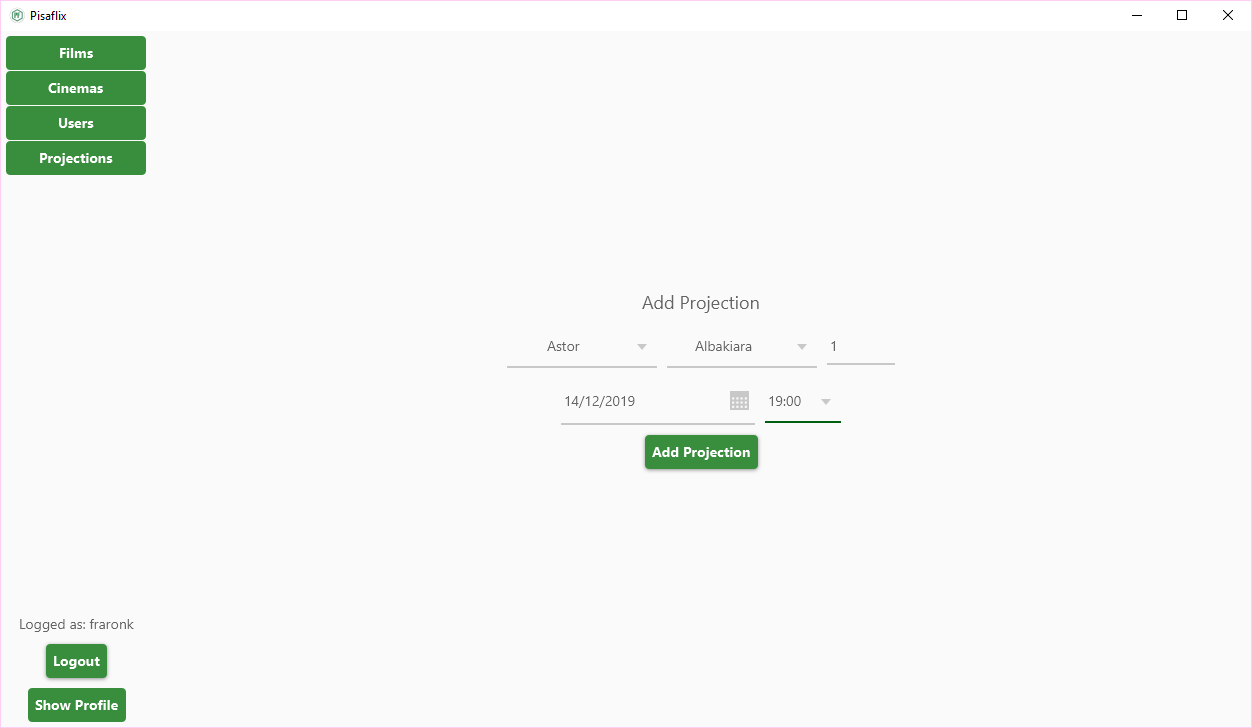 Pisaflix
Films
Cinemas
Users
Projections
Add Projection
Astor Albakiara 1
14/12/2019 19:00
Add Projection
Logged as: fraronk
Logout
Show Profile